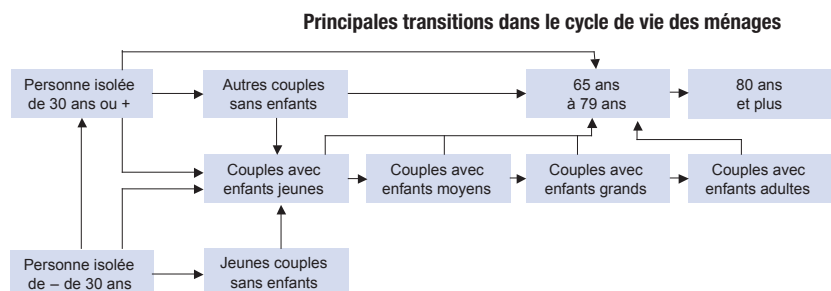 Principales transitions dans le cycle de vie des ménages
Personne isolée
de 30 ans ou +
Autres couples
sans enfants
65 ans
à 79 ans
80 ans
et plus
Couples avec
enfants jeunes
Couples avec
enfants moyens
Couples avec
enfants grands
Couples avec
enfants adultes
Personne isolée
de – de 30 ans
Jeunes couples
sans enfants